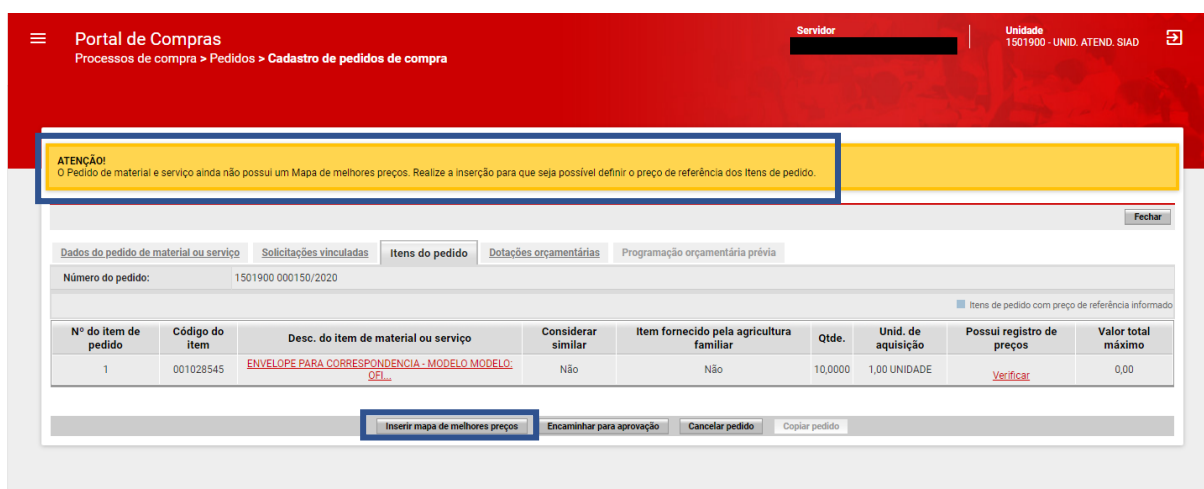 Portal de Compras
Processos de compra > Pedidos > Cadastro de pedidos de compra
Servidor
Unidade
1501900 - UNID. ATEND. SIAD
ATENÇÃO!
O Pedido de material e serviço ainda não possui um Mapa de melhores preços. Realize a inserção para que seja possível definir o preço de referência dos Itens de pedido.
Fechar
Dados do pedido de material ou serviço Solicitações vinculadas Itens do pedido Dotações orçamentárias Programação orçamentária prévia
Número do pedido: 1501900 000150/2020
Itens de pedido com preço de referência informado
Nº do item de pedido Código do item Desc. do item de material ou serviço Considerar similar Item fornecido pela agricultura familiar Qtde. Unid. de aquisição Possui registro de preços Valor total máximo
1 001028545 ENVELOPE PARA CORRESPONDENCIA - MODELO MODELO: OFI... Não Não 10,0000 1,00 UNIDADE Verificar 0,00
Inserir mapa de melhores preços Encaminhar para aprovação Cancelar pedido Copiar pedido